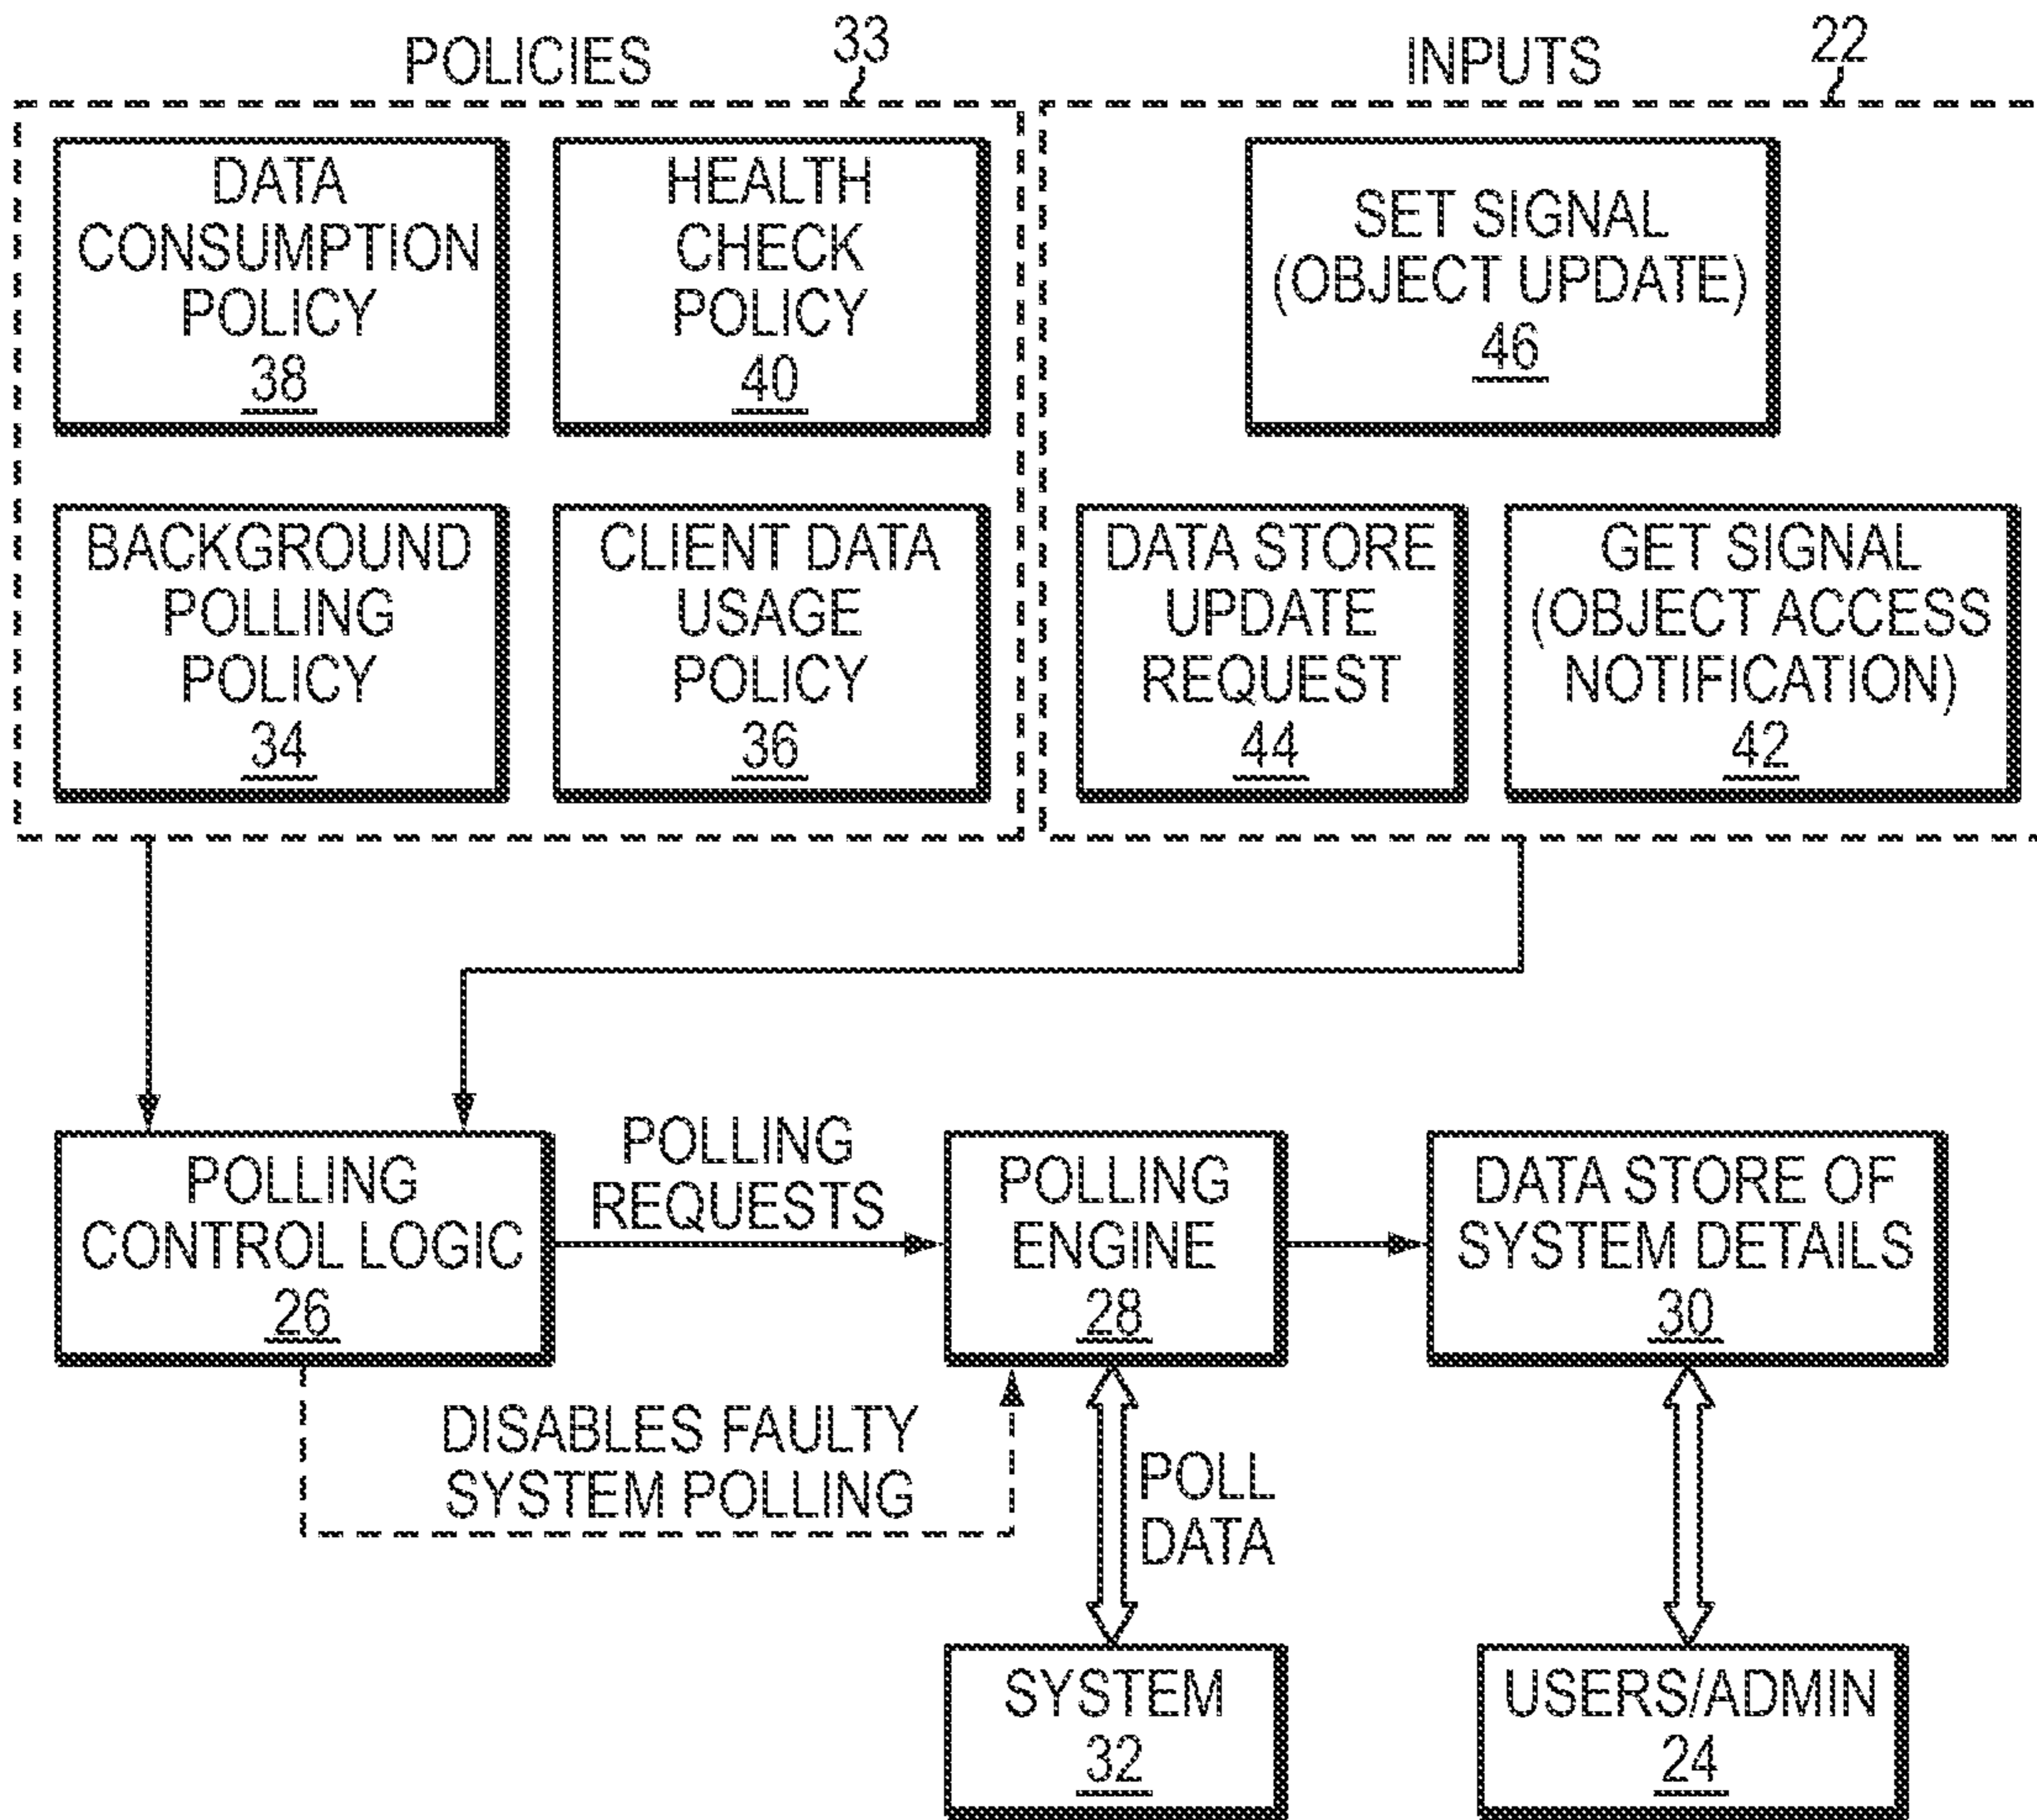 POLICIES
33
INPUTS
22
DATA
CONSUMPTION
POLICY
38
HEALTH
CHECK
POLICY
40
SET SIGNAL
(OBJECT UPDATE)
46
BACKGROUND
POLLING
POLICY
34
CLIENT DATA
USAGE
POLICY
36
DATA STORE
UPDATE
REQUEST
44
GET SIGNAL
(OBJECT ACCESS
NOTIFICATION)
42
POLLING
CONTROL LOGIC
26
POLLING
REQUESTS
POLLING
ENGINE
28
DATA STORE OF
SYSTEM DETAILS
30
DISABLES FAULTY
SYSTEM POLLING
POLL
DATA
SYSTEM
32
USERS/ADMIN
24